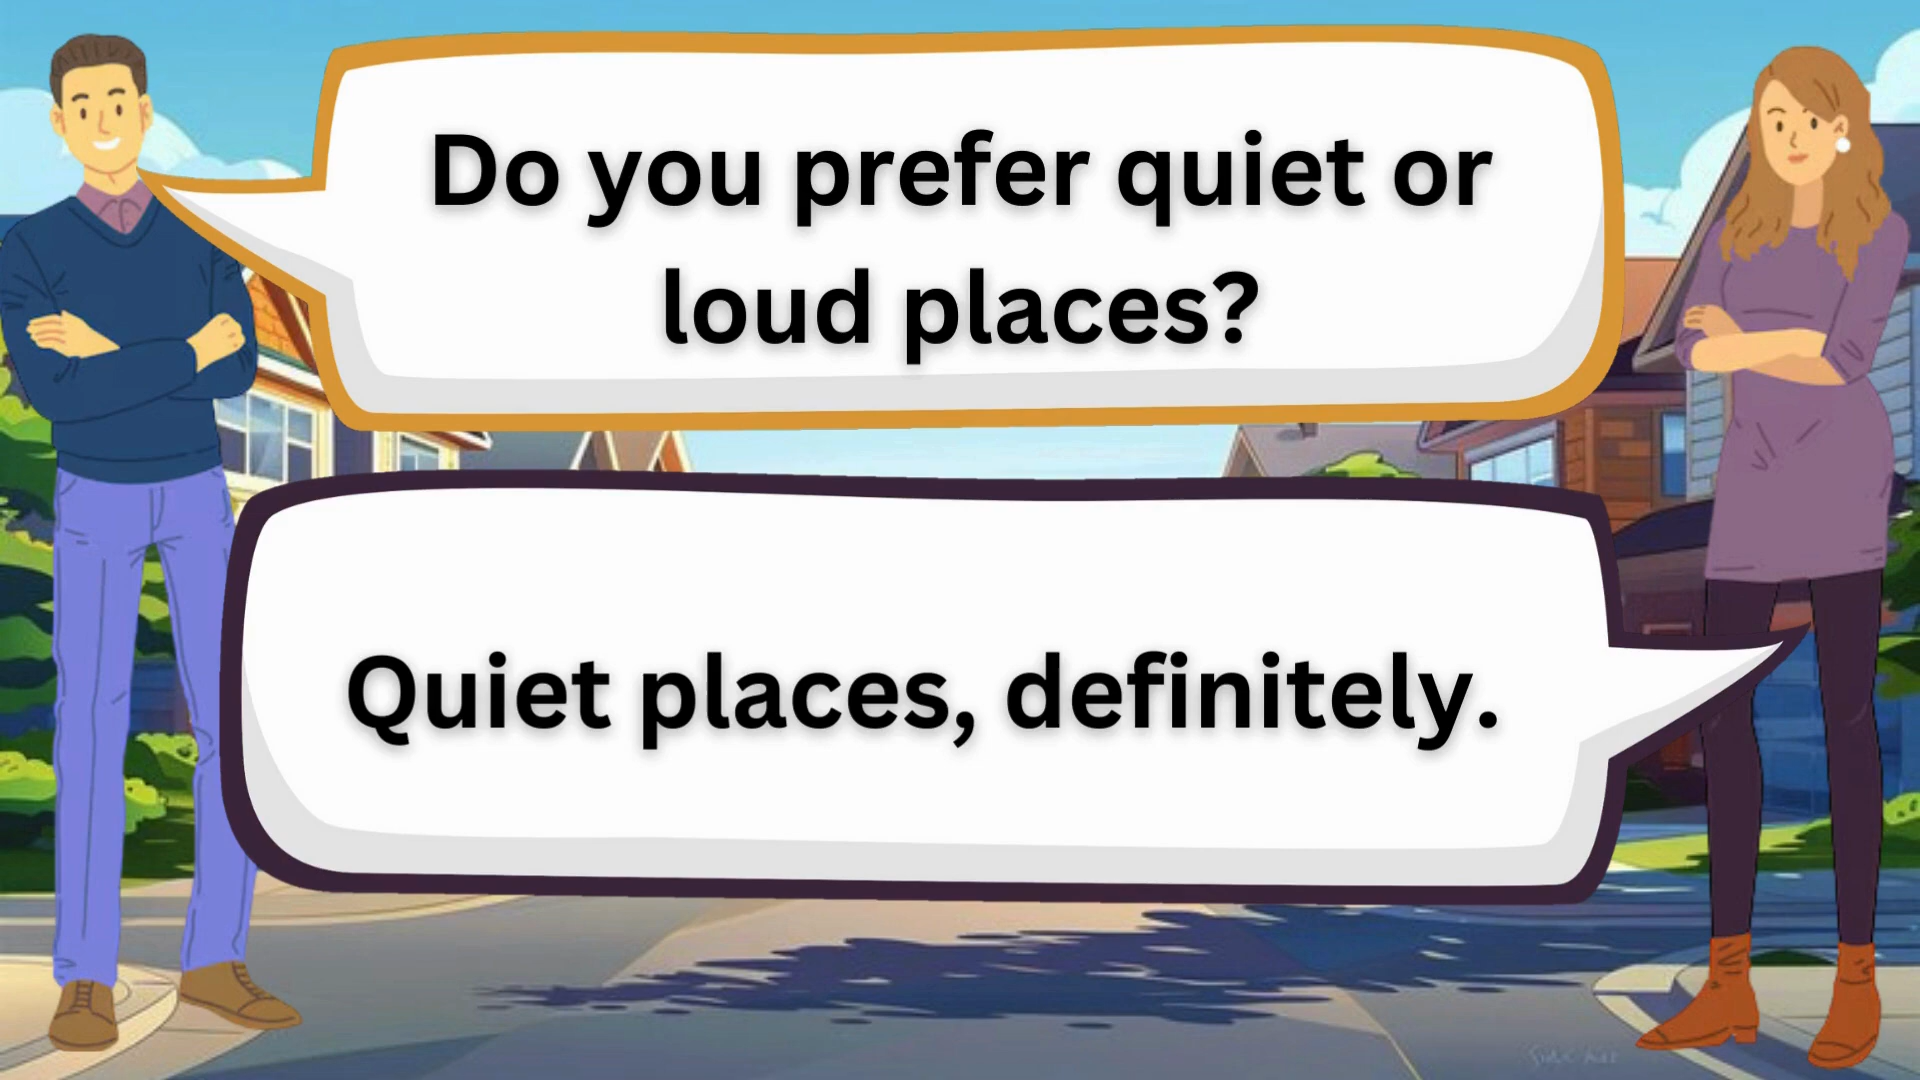 Do you prefer quiet or
loud places?
Quiet places, definitely.